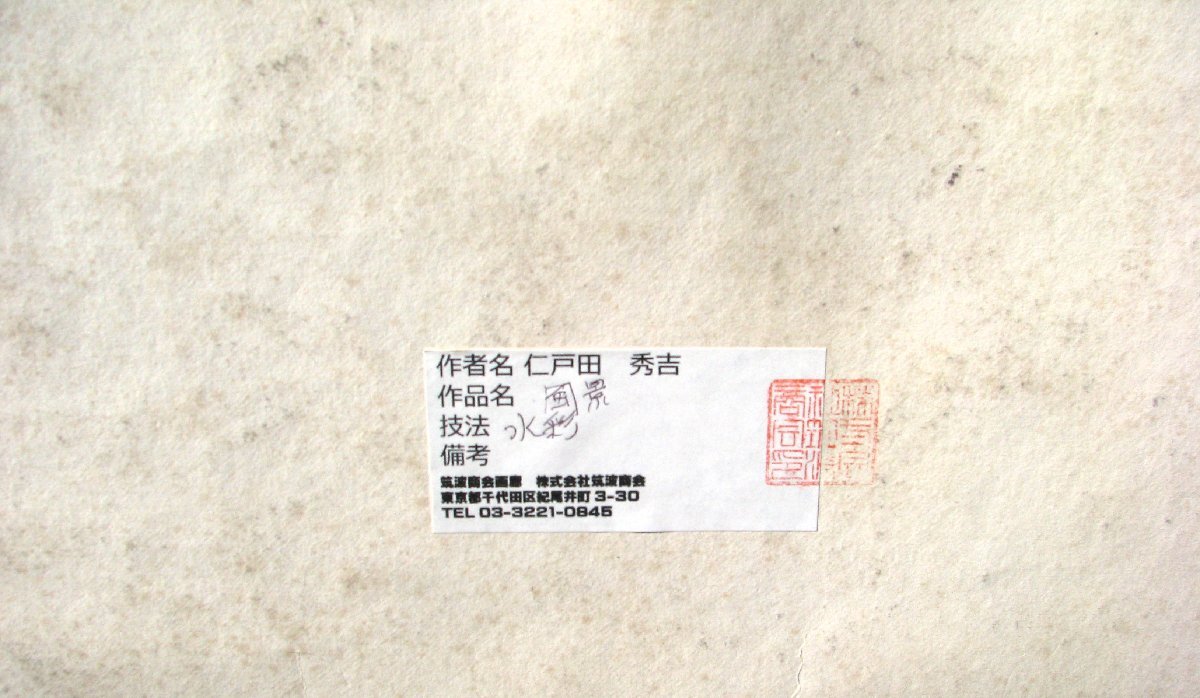 作者名 仁戸田　秀吉
作品名 風景
技法 水彩
備考
筑波商会画廊　株式会社筑波商会
東京都千代田区紀尾井町 3-30
TEL 03-3221-0845